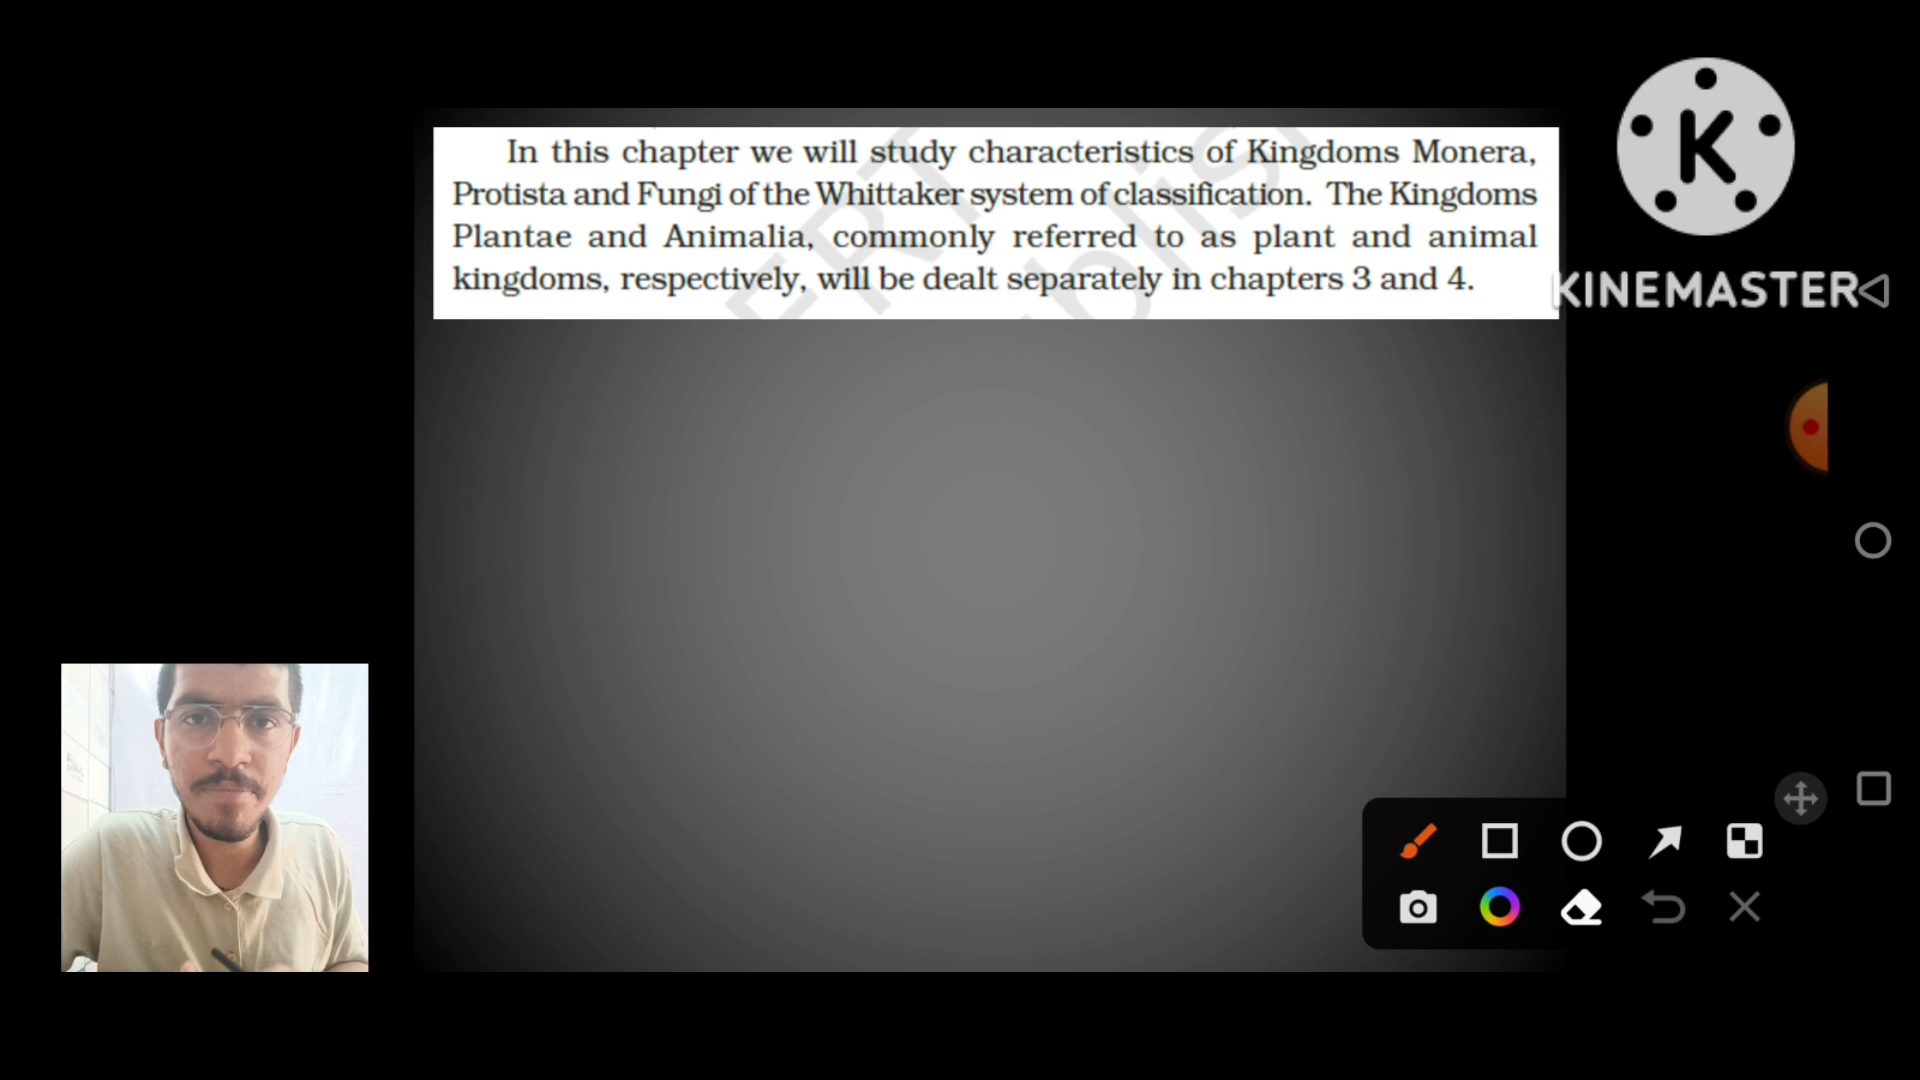 In this chapter we will study characteristics of Kingdoms Monera,
Protista and Fungi of the Whittaker system of classification. The Kingdoms
Plantae and Animalia, commonly referred to as plant and animal
kingdoms, respectively, will be dealt separately in chapters 3 and 4.
K
KINEMASTER